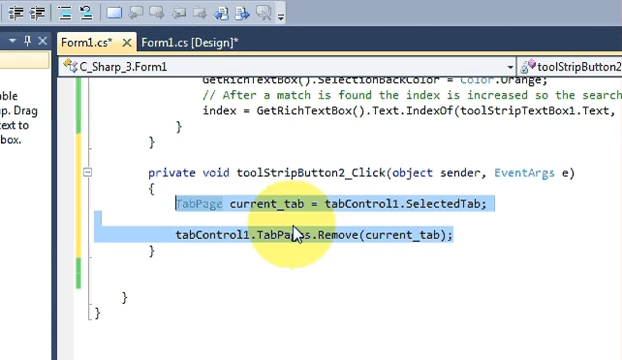 Form1.cs* × Form1.cs [Design]*
C_Sharp_3.Form1 toolStripButton2
able
up. Drag
text to
box.
GetRichTextBox().SelectionBackColor = Color.Orange;
// After a match is found the index is increased so the search
index = GetRichTextBox().Text.IndexOf(toolStripTextBox1.Text,
}
}
private void toolStripButton2_Click(object sender, EventArgs e)
{
TabPage current_tab = tabControl1.SelectedTab;
tabControl1.TabPages.Remove(current_tab);
}
}
}